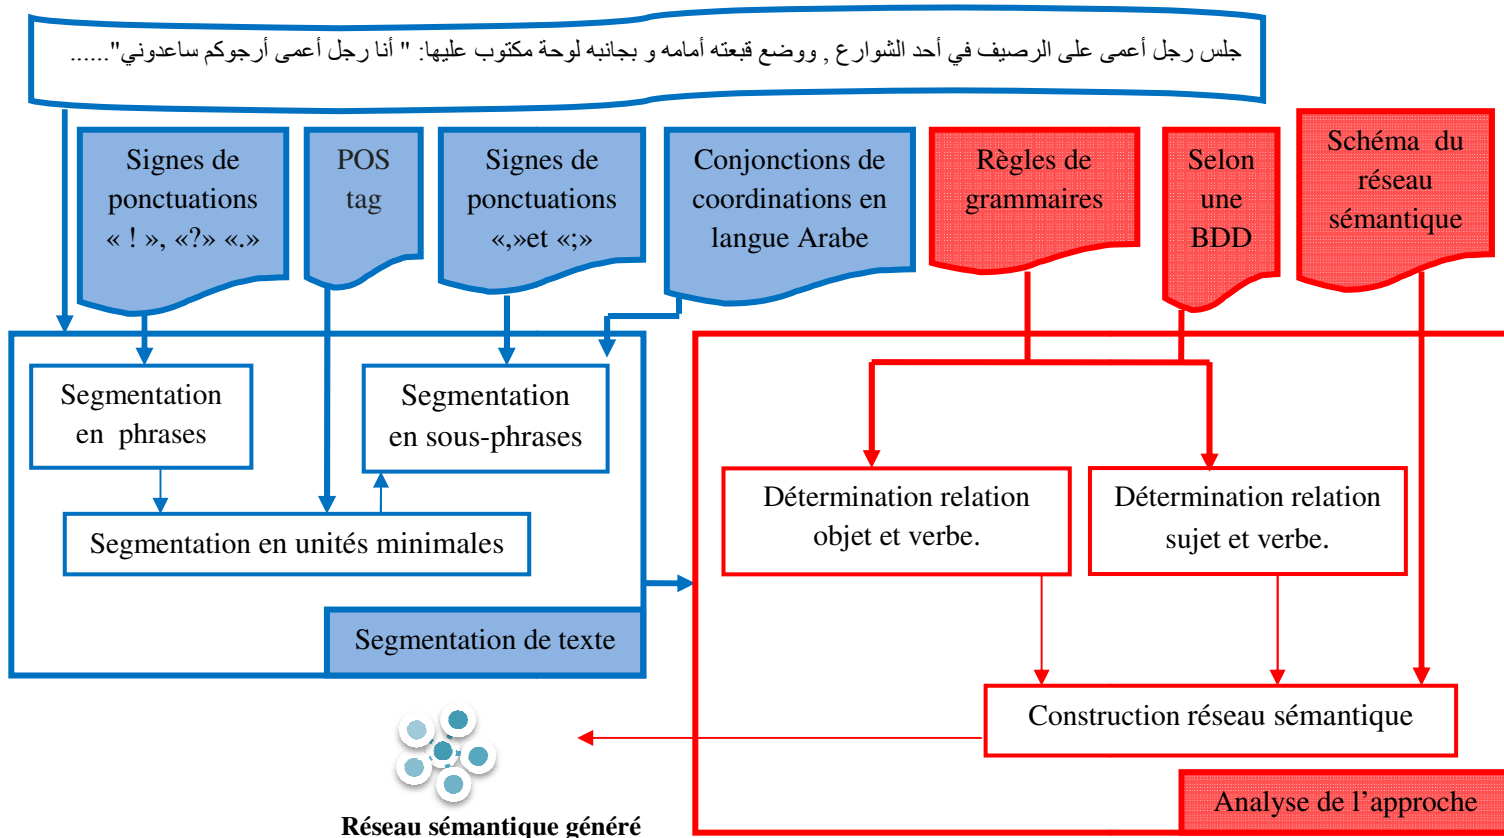 جلس رجل أعمى على الرصيف في أحد الشوارع , ووضع قبعته أمامه و بجانبه لوحة مكتوب عليها: " أنا رجل أعمى أرجوكم ساعدوني"......
Signes de
ponctuations
« ! », «?» «.»
POS
tag
Signes de
ponctuations
«,»et «;»
Conjonctions de
coordinations en
langue Arabe
Règles de
grammaires
Selon
une
BDD
Schéma du
réseau
sémantique
Segmentation
en phrases
Segmentation
en sous-phrases
Segmentation en unités minimales
Segmentation de texte
Détermination relation
objet et verbe.
Détermination relation
sujet et verbe.
Construction réseau sémantique
Analyse de l’approche
Réseau sémantique généré